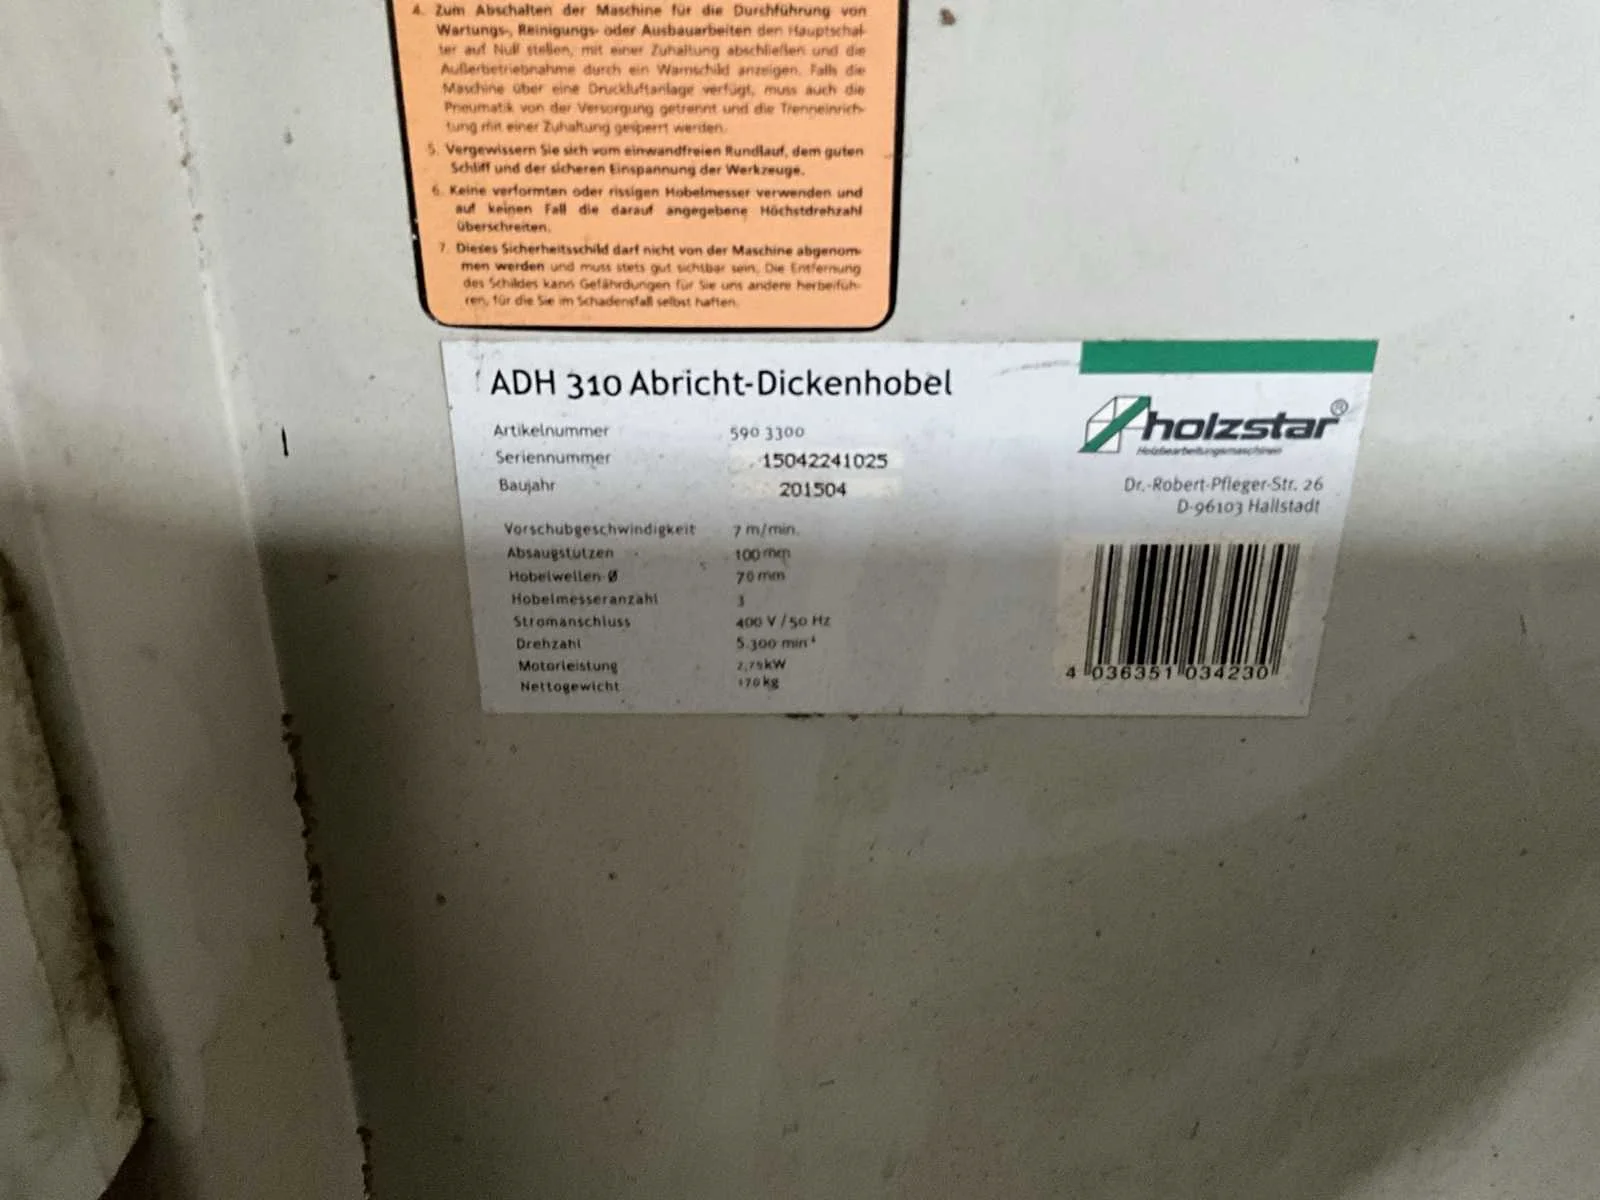 4. Zum Abschalten der Maschine für die Durchführung von
Wartungs-, Reinigungs- oder Ausbauarbeiten den Hauptschal-
ter auf Null stellen, mit einer Zuhaltung abschließen und die
Außerbetriebnahme durch ein Warnschild anzeigen. Falls die
Maschine über eine Druckluftanlage verfügt, muss auch die
Pneumatik von der Versorgung getrennt und die Trenneinrich-
tung mit einer Zuhaltung gesperrt werden.
5. Vergewissern Sie sich vom einwandfreien Rundlauf, dem guten
Schliff und der sicheren Einspannung der Werkzeuge.
6. Keine verformten oder rissigen Hobelmesser verwenden und
auf keinen Fall die darauf angegebene Höchstdrehzahl
überschreiten.
7. Dieses Sicherheitsschild darf nicht von der Maschine abgenom-
men werden und muss stets gut sichtbar sein. Die Entfernung
des Schildes kann Gefährdungen für Sie uns andere herbeifüh-
ren, für die Sie im Schadensfall selbst haften.
ADH 310 Abricht-Dickenhobel
Artikelnummer 590 3300
Seriennummer 15042241025
Baujahr 201504
Vorschubgeschwindigkeit 7 m/min.
Absaugstutzen 100 mm
Hobelwellen-Ø 70 mm
Hobelmesseranzahl 3
Stromanschluss 400 V / 50 Hz
Drehzahl 5.300 min⁻¹
Motorleistung 2,75kW
Nettogewicht 170 kg
holzstar®
Holzbearbeitungsmaschinen
Dr.-Robert-Pfleger-Str. 26
D-96103 Hallstadt
4 036351 034230